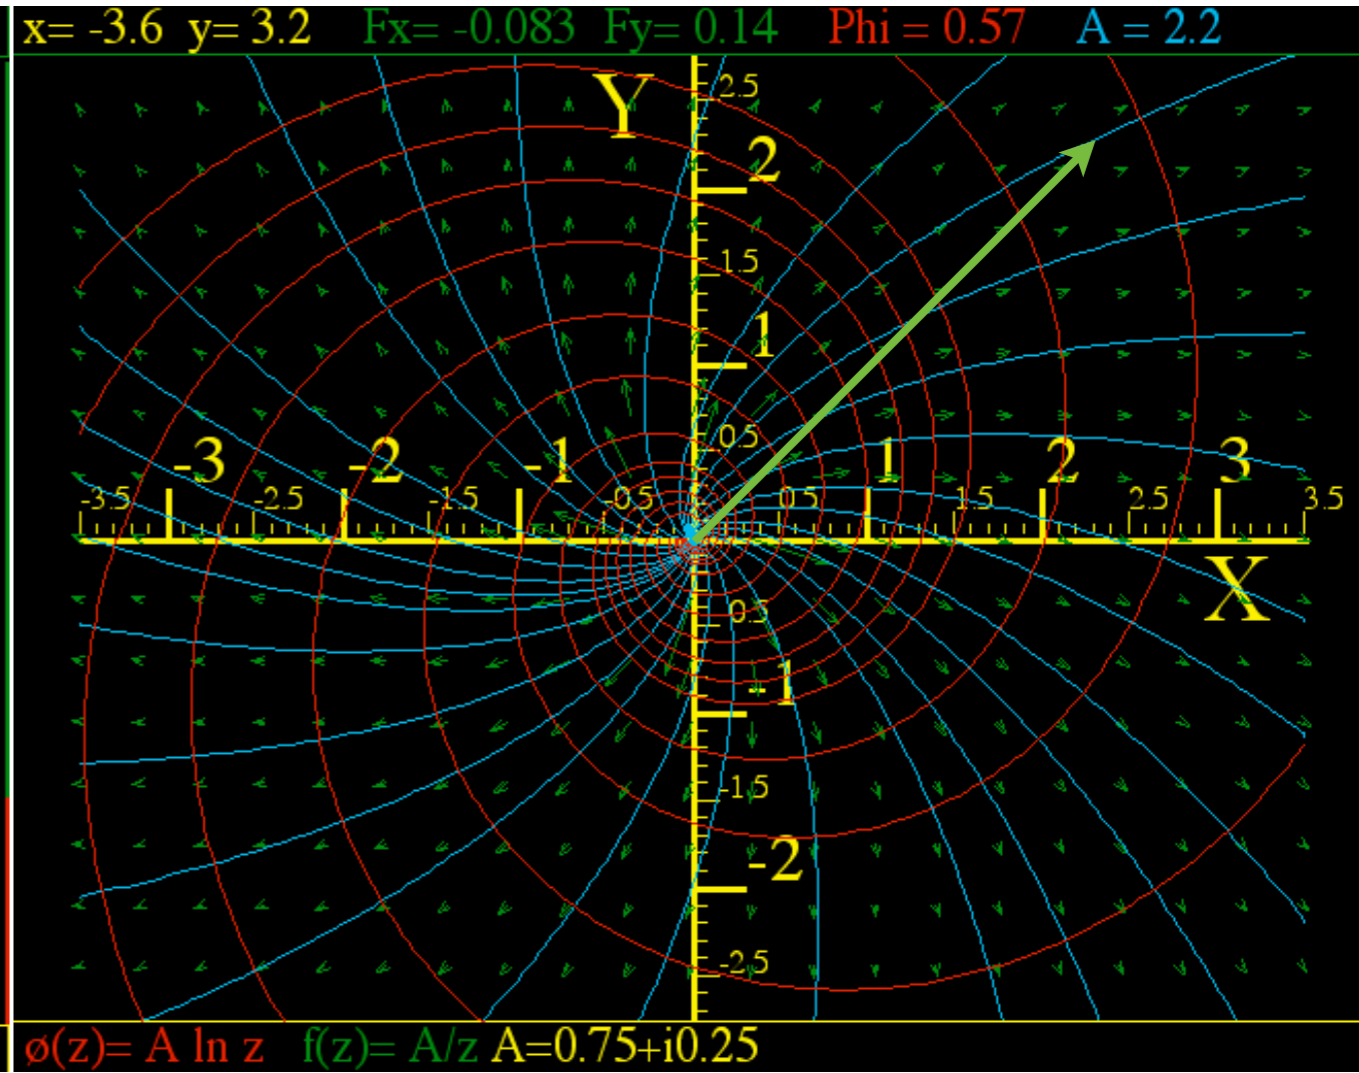 x= -3.6 y= 3.2 Fx= -0.083 Fy= 0.14 Phi = 0.57 A = 2.2
Y
2.5
2
1.5
1
0.5
-3 -2 -1 1 2 3
-3.5 -2.5 -1.5 -0.5 0.5 1.5 2.5 3.5
X
0.5
-1
-1.5
-2
-2.5
ø(z)= A ln z f(z)= A/z A=0.75+i0.25